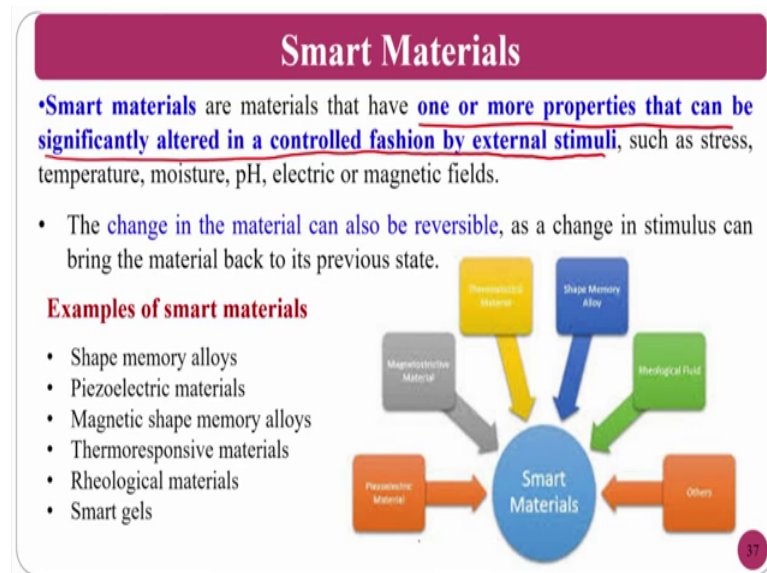 Smart Materials
•Smart materials are materials that have one or more properties that can be
significantly altered in a controlled fashion by external stimuli, such as stress,
temperature, moisture, pH, electric or magnetic fields.
• The change in the material can also be reversible, as a change in stimulus can
bring the material back to its previous state.
Examples of smart materials
• Shape memory alloys
• Piezoelectric materials
• Magnetic shape memory alloys
• Thermoresponsive materials
• Rheological materials
• Smart gels
Piezoelectric
Material
Magnetostrictive
Material
Material
Shape Memory
Alloy
Rheological Fluid
Others
Smart
Materials
37